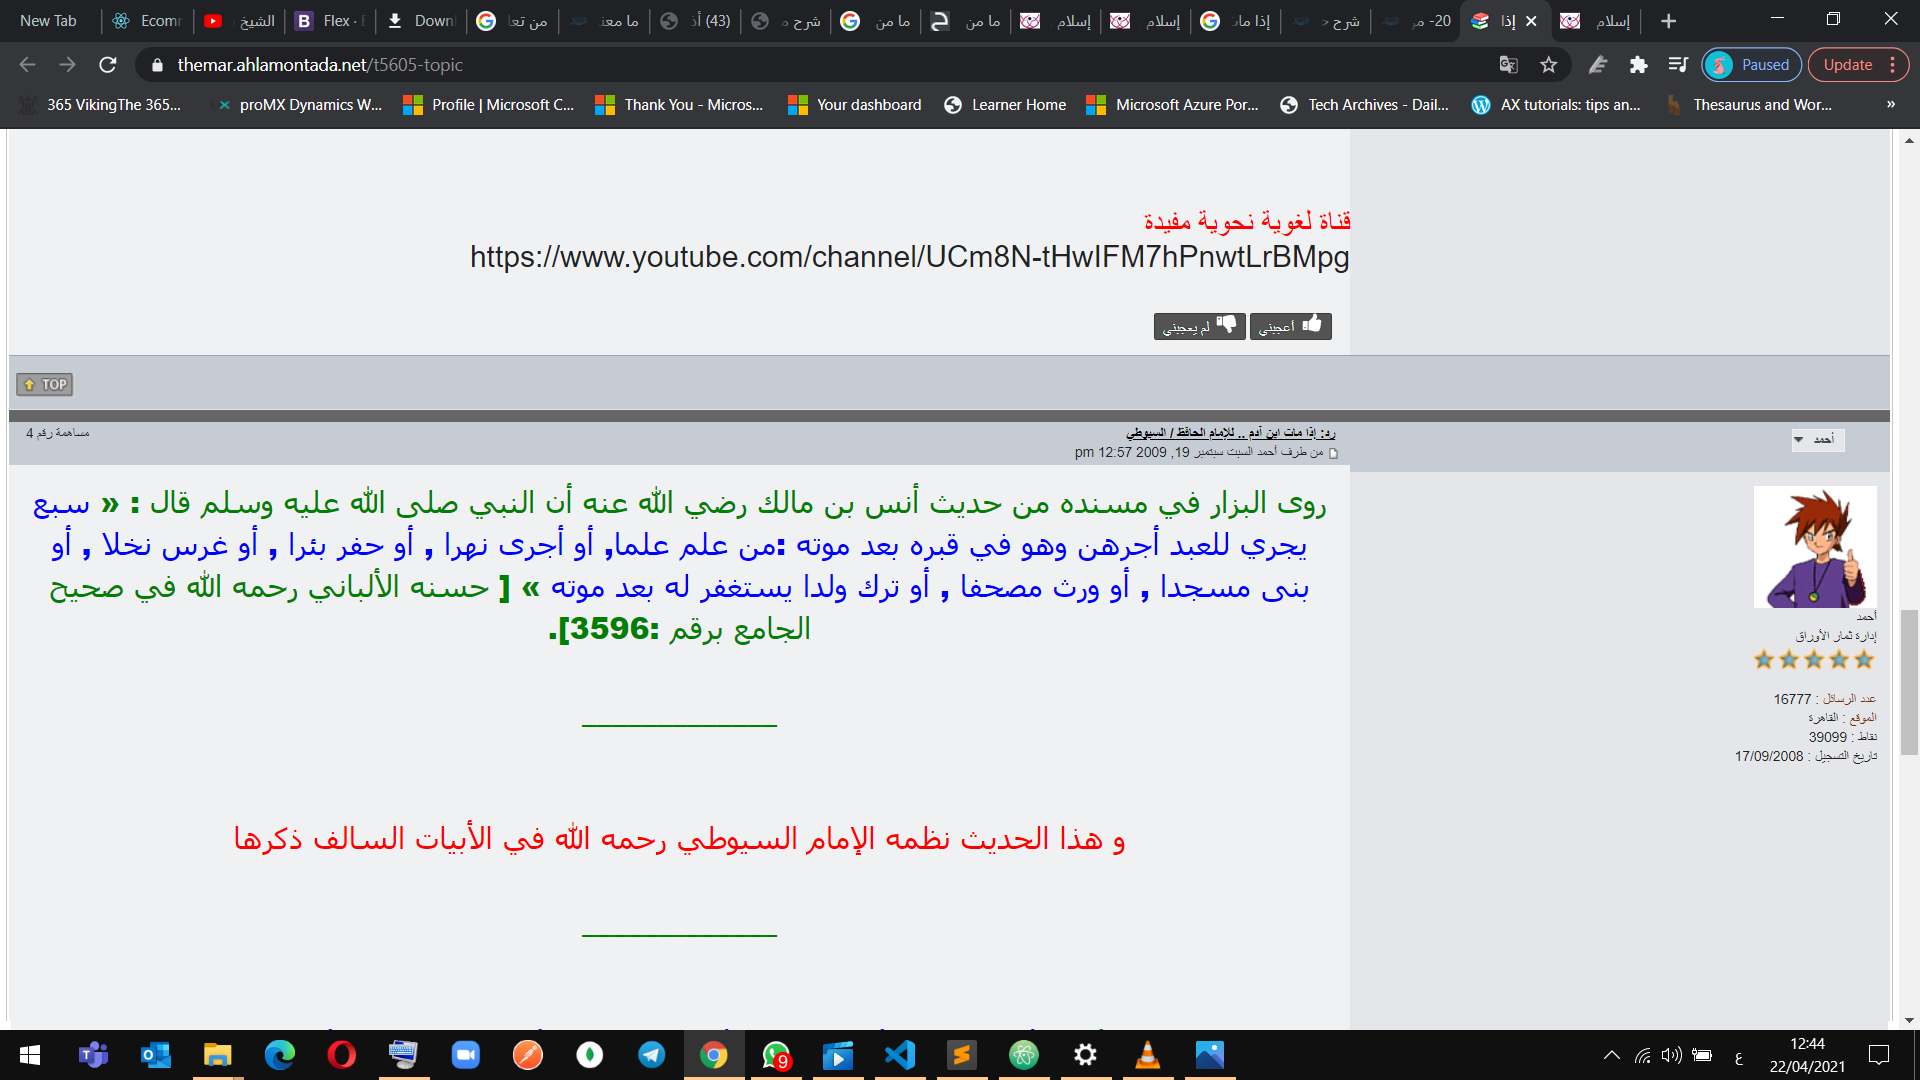 New Tab
Ecomr
الشيخ
Flex · E
Downl
من تعا
ما معن
(43) أذ
شرح م
ما من
ما من
إسلام
إسلام
إذا مات
شرح ح
20- مر
إذا
إسلام
themar.ahlamontada.net/t5605-topic
Paused
Update
365 VikingThe 365...
proMX Dynamics W...
Profile | Microsoft C...
Thank You - Micros...
Your dashboard
Learner Home
Microsoft Azure Por...
Tech Archives - Dail...
AX tutorials: tips an...
Thesaurus and Wor...
»
قناة لغوية نحوية مفيدة
https://www.youtube.com/channel/UCm8N-tHwIFM7hPnwtLrBMpg
أعجبني
لم يعجبني
TOP
أحمد
رد: إذا مات ابن آدم .. للإمام الحافظ / السيوطي
مساهمة رقم 4
من طرف أحمد السبت سبتمبر 19, 2009 12:57 pm
روى البزار في مسنده من حديث أنس بن مالك رضي الله عنه أن النبي صلى الله عليه وسلم قال : « سبع
يجري للعبد أجرهن وهو في قبره بعد موته :من علم علما, أو أجرى نهرا , أو حفر بئرا , أو غرس نخلا , أو
بنى مسجدا , أو ورث مصحفا , أو ترك ولدا يستغفر له بعد موته » [ حسنه الألباني رحمه الله في صحيح
الجامع برقم :3596].
و هذا الحديث نظمه الإمام السيوطي رحمه الله في الأبيات السالف ذكرها
أحمد
إدارة ثمار الأوراق
عدد الرسائل : 16777
الموقع : القاهرة
نقاط : 39099
تاريخ التسجيل : 17/09/2008
9
ع
12:44
22/04/2021